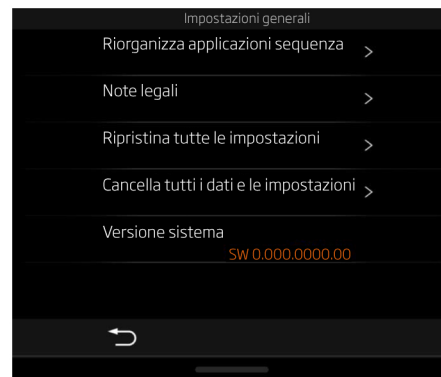 Impostazioni generali
Riorganizza applicazioni sequenza
Note legali
Ripristina tutte le impostazioni
Cancella tutti i dati e le impostazioni
Versione sistema
SW 0.000.0000.00